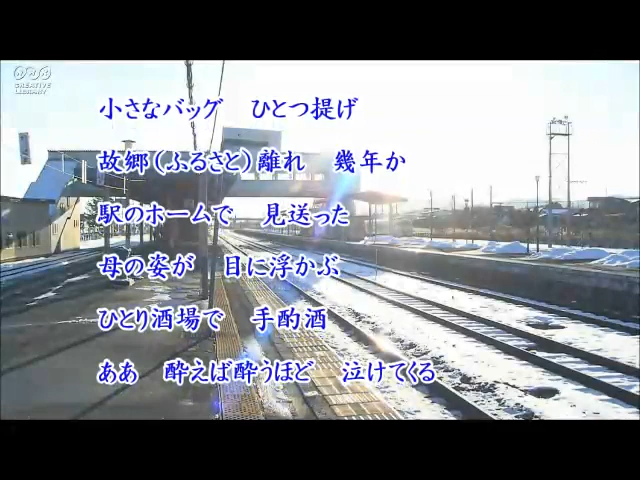 NHK
CREATIVE
LIBRARY
小さなバッグ　ひとつ提げ
故郷(ふるさと)離れ　幾年か
駅のホームで　見送った
母の姿が　目に浮かぶ
ひとり酒場で　手酌酒
ああ　酔えば酔うほど　泣けてくる